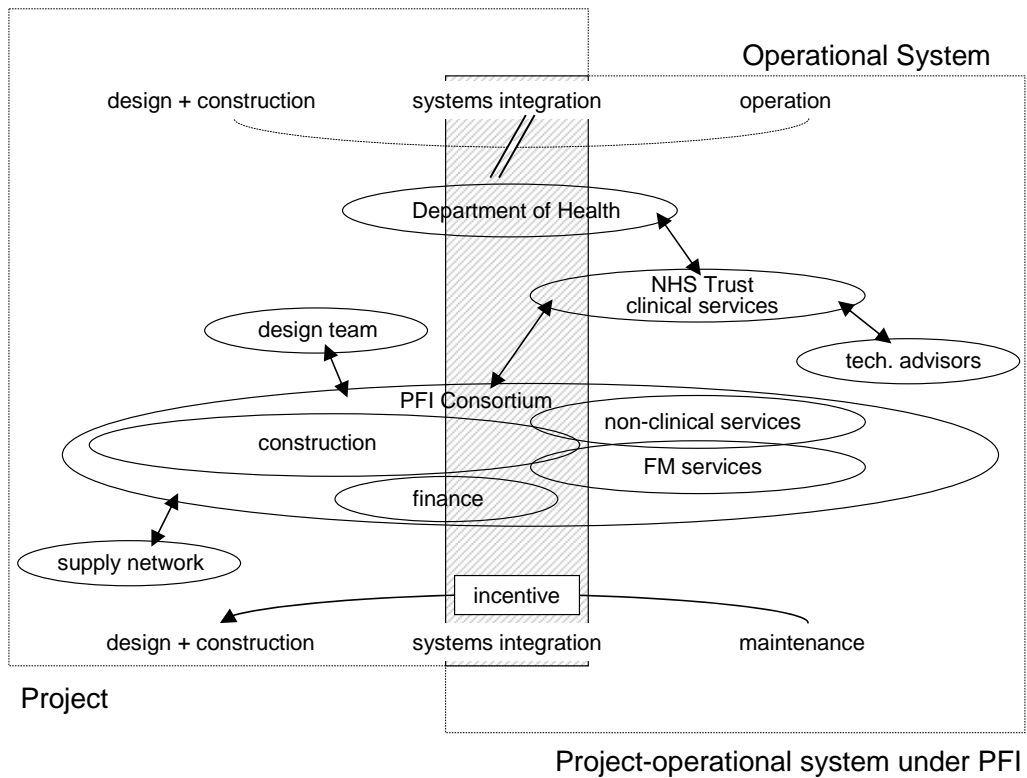 Operational System
design + construction
systems integration
operation
Department of Health
NHS Trust
clinical services
design team
tech. advisors
PFI Consortium
non-clinical services
construction
FM services
finance
supply network
incentive
design + construction
systems integration
maintenance
Project
Project-operational system under PFI